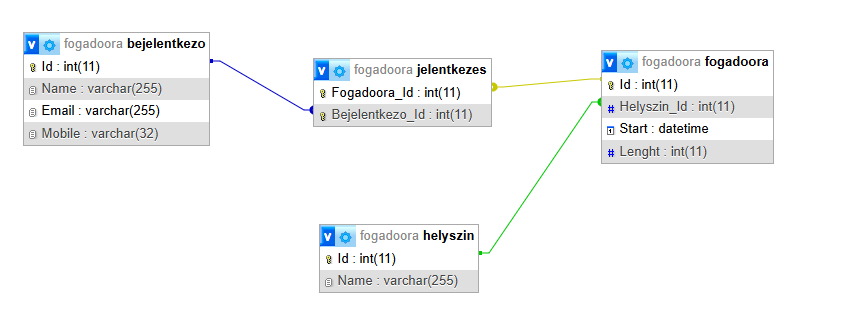 fogadoora bejelentkezo
Id : int(11)
Name : varchar(255)
Email : varchar(255)
Mobile : varchar(32)
fogadoora jelentkezes
Fogadoora_Id : int(11)
Bejelentkezo_Id : int(11)
fogadoora fogadoora
Id : int(11)
# Helyszin_Id : int(11)
Start : datetime
# Lenght : int(11)
fogadoora helyszin
Id : int(11)
Name : varchar(255)